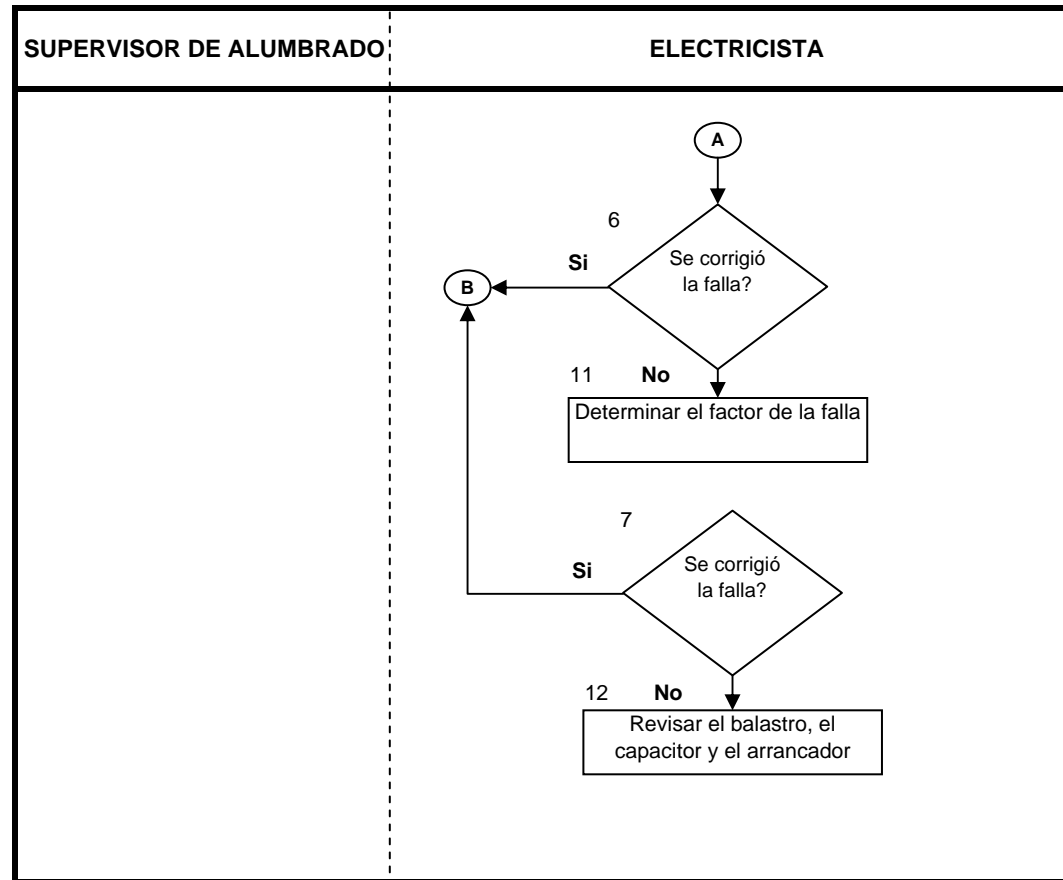 SUPERVISOR DE ALUMBRADO
ELECTRICISTA
A
6
Se corrigió
la falla?
Si
B
11
No
Determinar el factor de la falla
7
Se corrigió
la falla?
Si
12
No
Revisar el balastro, el
capacitor y el arrancador